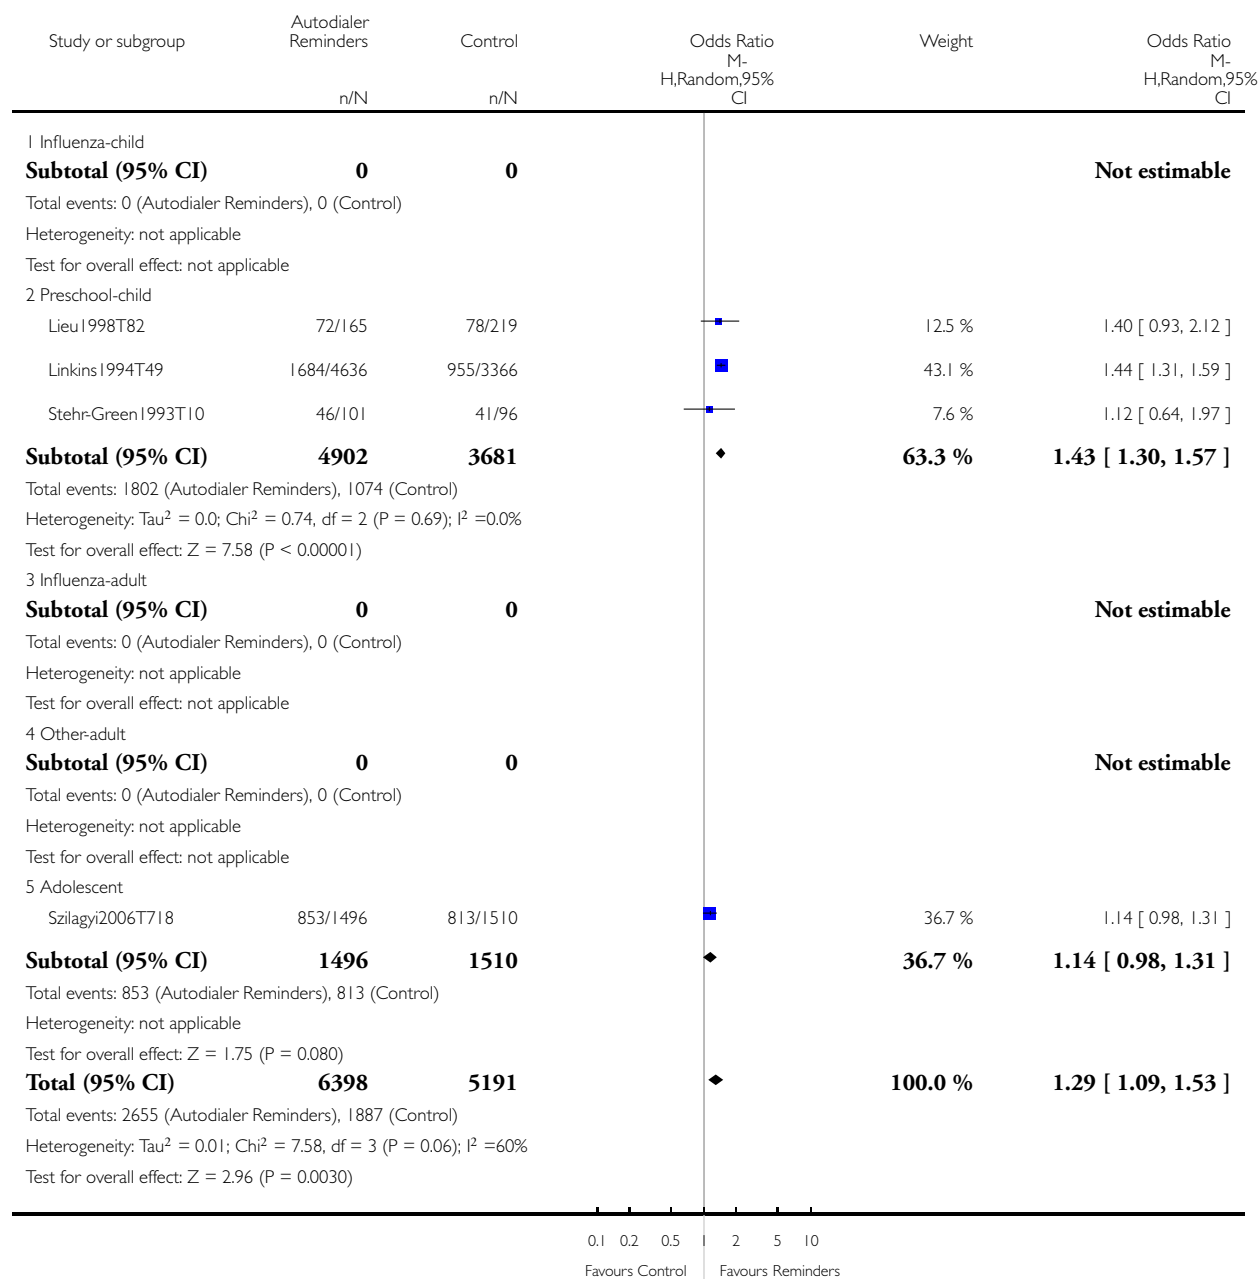 Study or subgroup Autodialer Reminders Control Odds Ratio Weight Odds Ratio
n/N n/N M-H,Random,95% CI M-H,Random,95% CI
1 Influenza-child
Subtotal (95% CI) 0 0 Not estimable
Total events: 0 (Autodialer Reminders), 0 (Control)
Heterogeneity: not applicable
Test for overall effect: not applicable
2 Preschool-child
Lieu1998T82 72/165 78/219 12.5 % 1.40 [ 0.93, 2.12 ]
Linkins1994T49 1684/4636 955/3366 43.1 % 1.44 [ 1.31, 1.59 ]
Stehr-Green1993T10 46/101 41/96 7.6 % 1.12 [ 0.64, 1.97 ]
Subtotal (95% CI) 4902 3681 63.3 % 1.43 [ 1.30, 1.57 ]
Total events: 1802 (Autodialer Reminders), 1074 (Control)
Heterogeneity: Tau² = 0.0; Chi² = 0.74, df = 2 (P = 0.69); I² =0.0%
Test for overall effect: Z = 7.58 (P < 0.00001)
3 Influenza-adult
Subtotal (95% CI) 0 0 Not estimable
Total events: 0 (Autodialer Reminders), 0 (Control)
Heterogeneity: not applicable
Test for overall effect: not applicable
4 Other-adult
Subtotal (95% CI) 0 0 Not estimable
Total events: 0 (Autodialer Reminders), 0 (Control)
Heterogeneity: not applicable
Test for overall effect: not applicable
5 Adolescent
Szilagyi2006T718 853/1496 813/1510 36.7 % 1.14 [ 0.98, 1.31 ]
Subtotal (95% CI) 1496 1510 36.7 % 1.14 [ 0.98, 1.31 ]
Total events: 853 (Autodialer Reminders), 813 (Control)
Heterogeneity: not applicable
Test for overall effect: Z = 1.75 (P = 0.080)
Total (95% CI) 6398 5191 100.0 % 1.29 [ 1.09, 1.53 ]
Total events: 2655 (Autodialer Reminders), 1887 (Control)
Heterogeneity: Tau² = 0.01; Chi² = 7.58, df = 3 (P = 0.06); I² =60%
Test for overall effect: Z = 2.96 (P = 0.0030)
0.1 0.2 0.5 1 2 5 10
Favours Control Favours Reminders